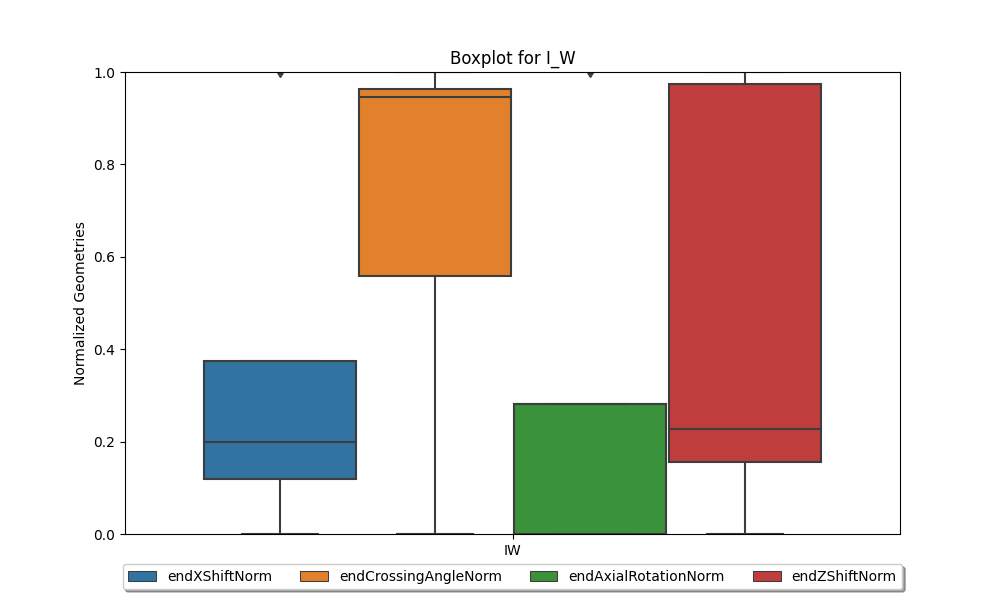 Boxplot for I_W
1.0
0.8
0.6
0.4
0.2
0.0
Normalized Geometries
IW
endXShiftNorm endCrossingAngleNorm endAxialRotationNorm endZShiftNorm